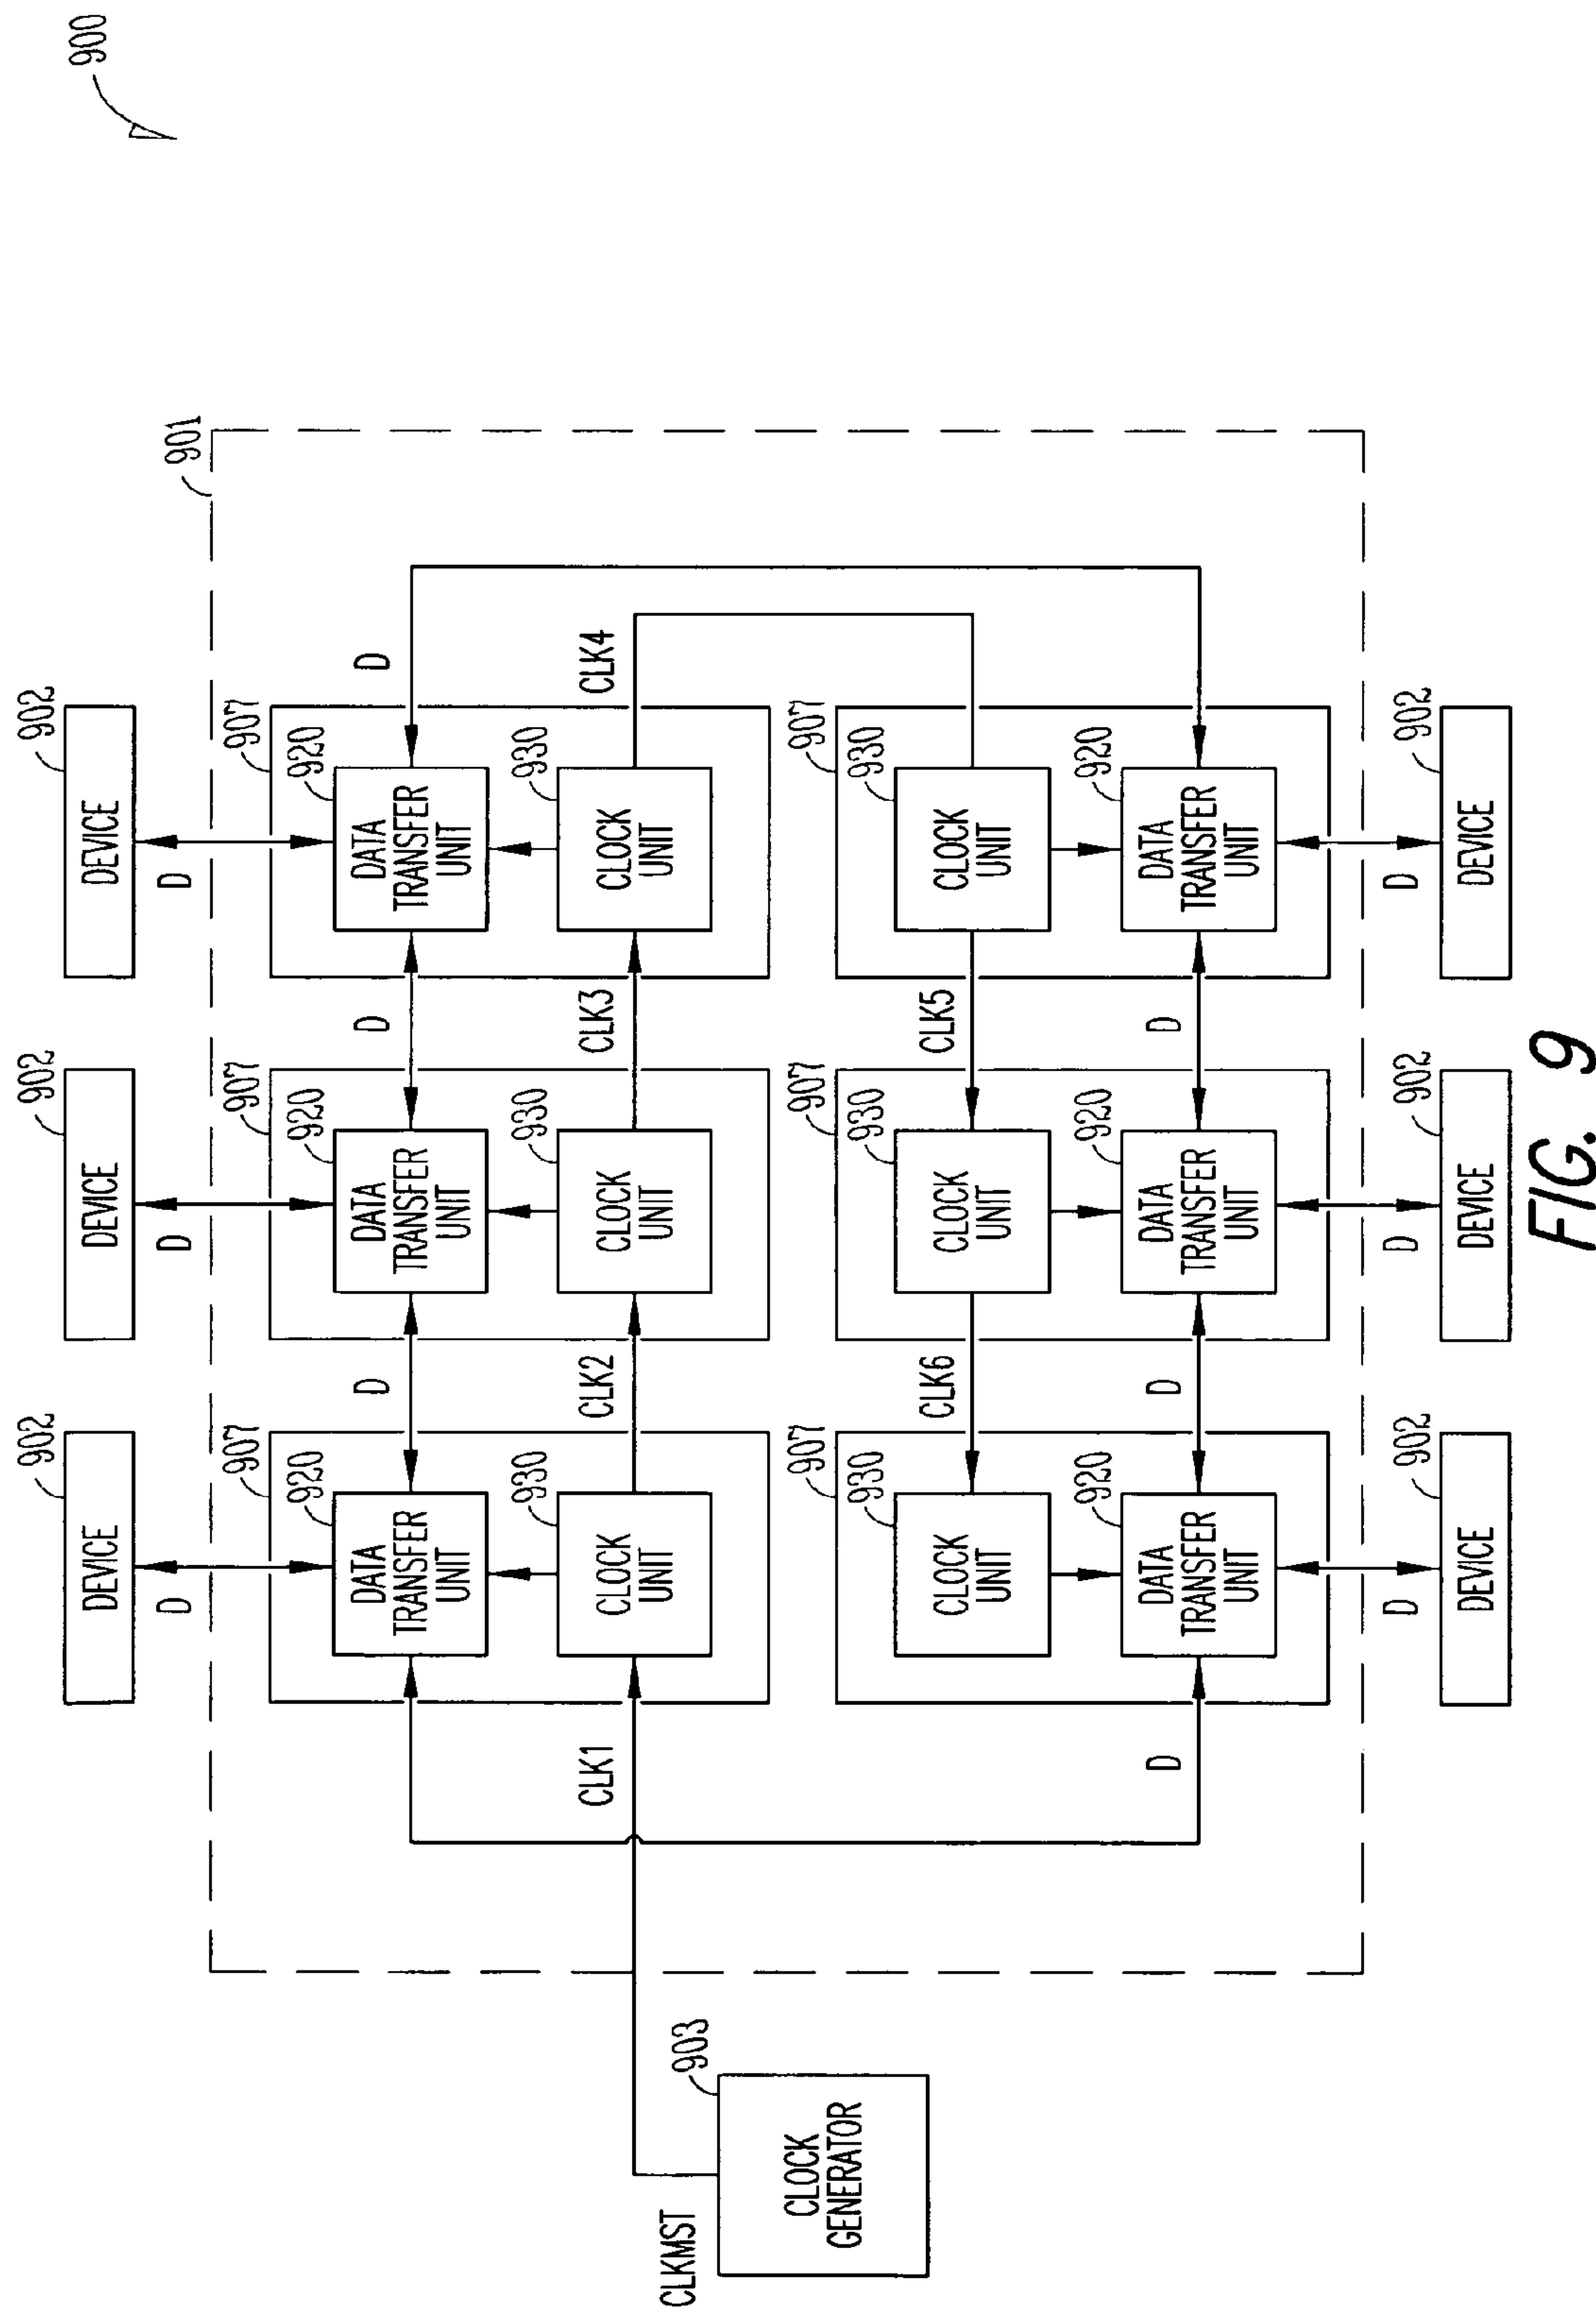 900
902
902
902
DEVICE
DEVICE
DEVICE
D
D
D
901
907
907
907
920
920
920
DATA
TRANSFER
UNIT
D
DATA
TRANSFER
UNIT
D
DATA
TRANSFER
UNIT
D
930
930
930
CLK1
CLOCK
UNIT
CLK2
CLOCK
UNIT
CLK3
CLOCK
UNIT
CLK4
CLKMST
903
CLOCK
GENERATOR
907
907
907
930
930
930
CLOCK
UNIT
CLK6
CLOCK
UNIT
CLK5
CLOCK
UNIT
920
920
920
D
DATA
TRANSFER
UNIT
D
DATA
TRANSFER
UNIT
D
DATA
TRANSFER
UNIT
D
D
D
902
902
902
DEVICE
DEVICE
DEVICE
FIG. 9